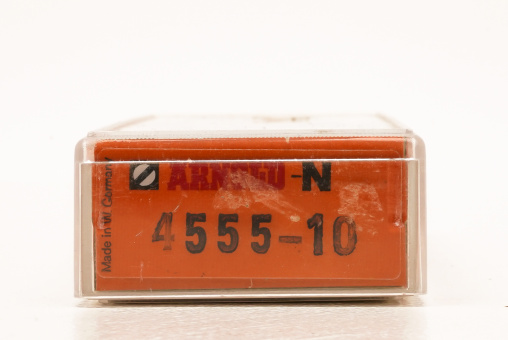 ARNOLD-N
4555-10
Made in W. Germany